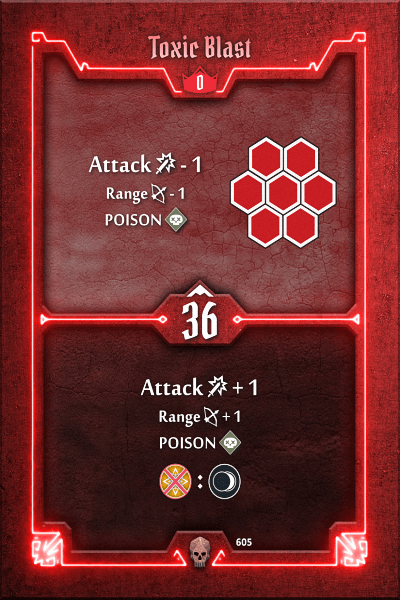 Toxic Blast
0
Attack - 1
Range - 1
POISON
36
Attack + 1
Range + 1
POISON
:
605